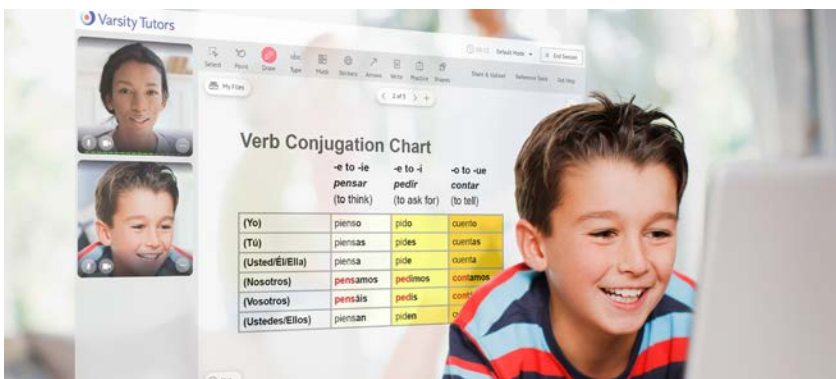 Varsity Tutors
Select Point Draw Type Math Stickers Arrows Write Practice Shapes Share & Upload Reference Tools Get Help
Default Mode End Session
My Files
2 of 5
Verb Conjugation Chart
-e to -ie -e to -i -o to -ue
pensar pedir contar
(to think) (to ask for) (to tell)
(Yo) pienso pido cuento
(Tú) piensas pides cuentas
(Usted/Él/Ella) piensa pide cuenta
(Nosotros) pensamos pedimos contamos
(Vosotros) pensáis pedís
(Ustedes/Ellos) piensan piden